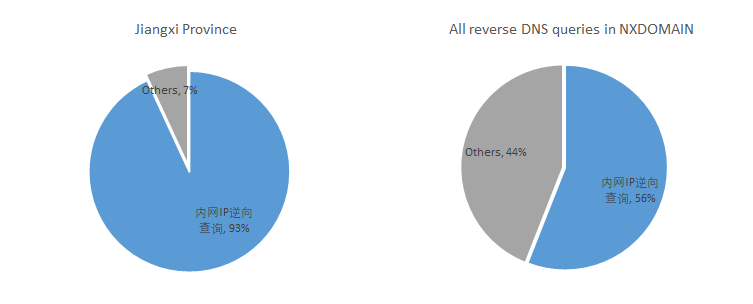 Jiangxi Province
Others, 7%
内网IP逆向
查询, 93%
All reverse DNS queries in NXDOMAIN
Others, 44%
内网IP逆向
查询, 56%